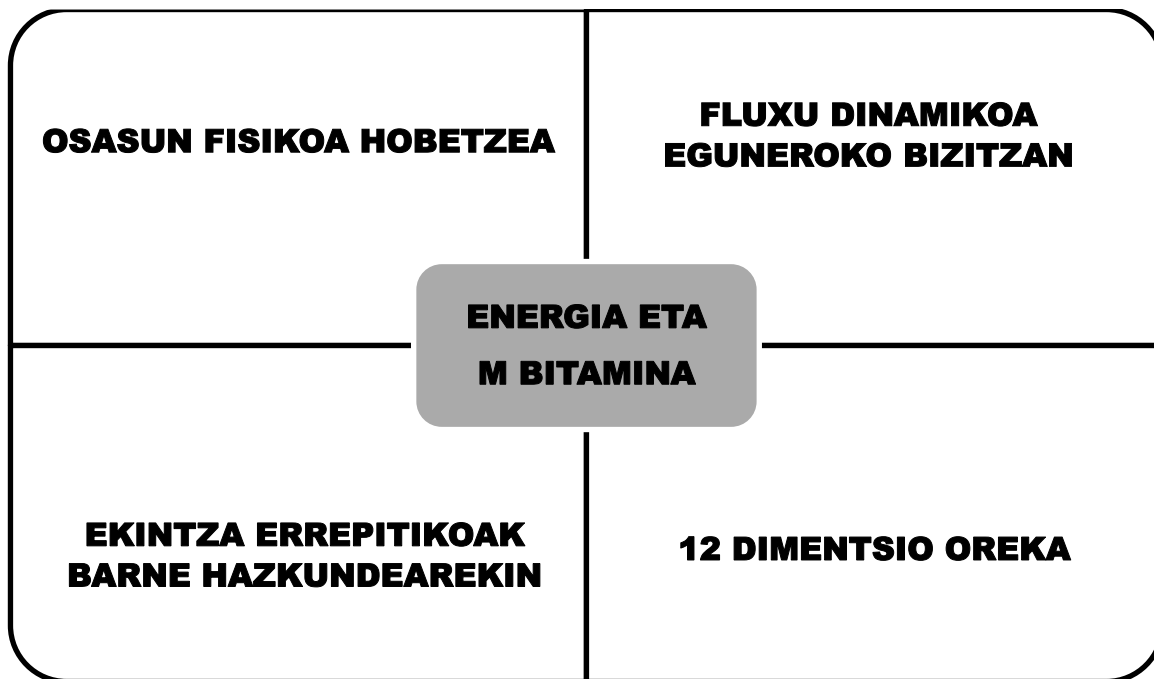 OSASUN FISIKOA HOBETZEA
FLUXU DINAMIKOA
EGUNEROKO BIZITZAN
ENERGIA ETA
M BITAMINA
EKINTZA ERREPITIKOAK
BARNE HAZKUNDEAREKIN
12 DIMENTSIO OREKA